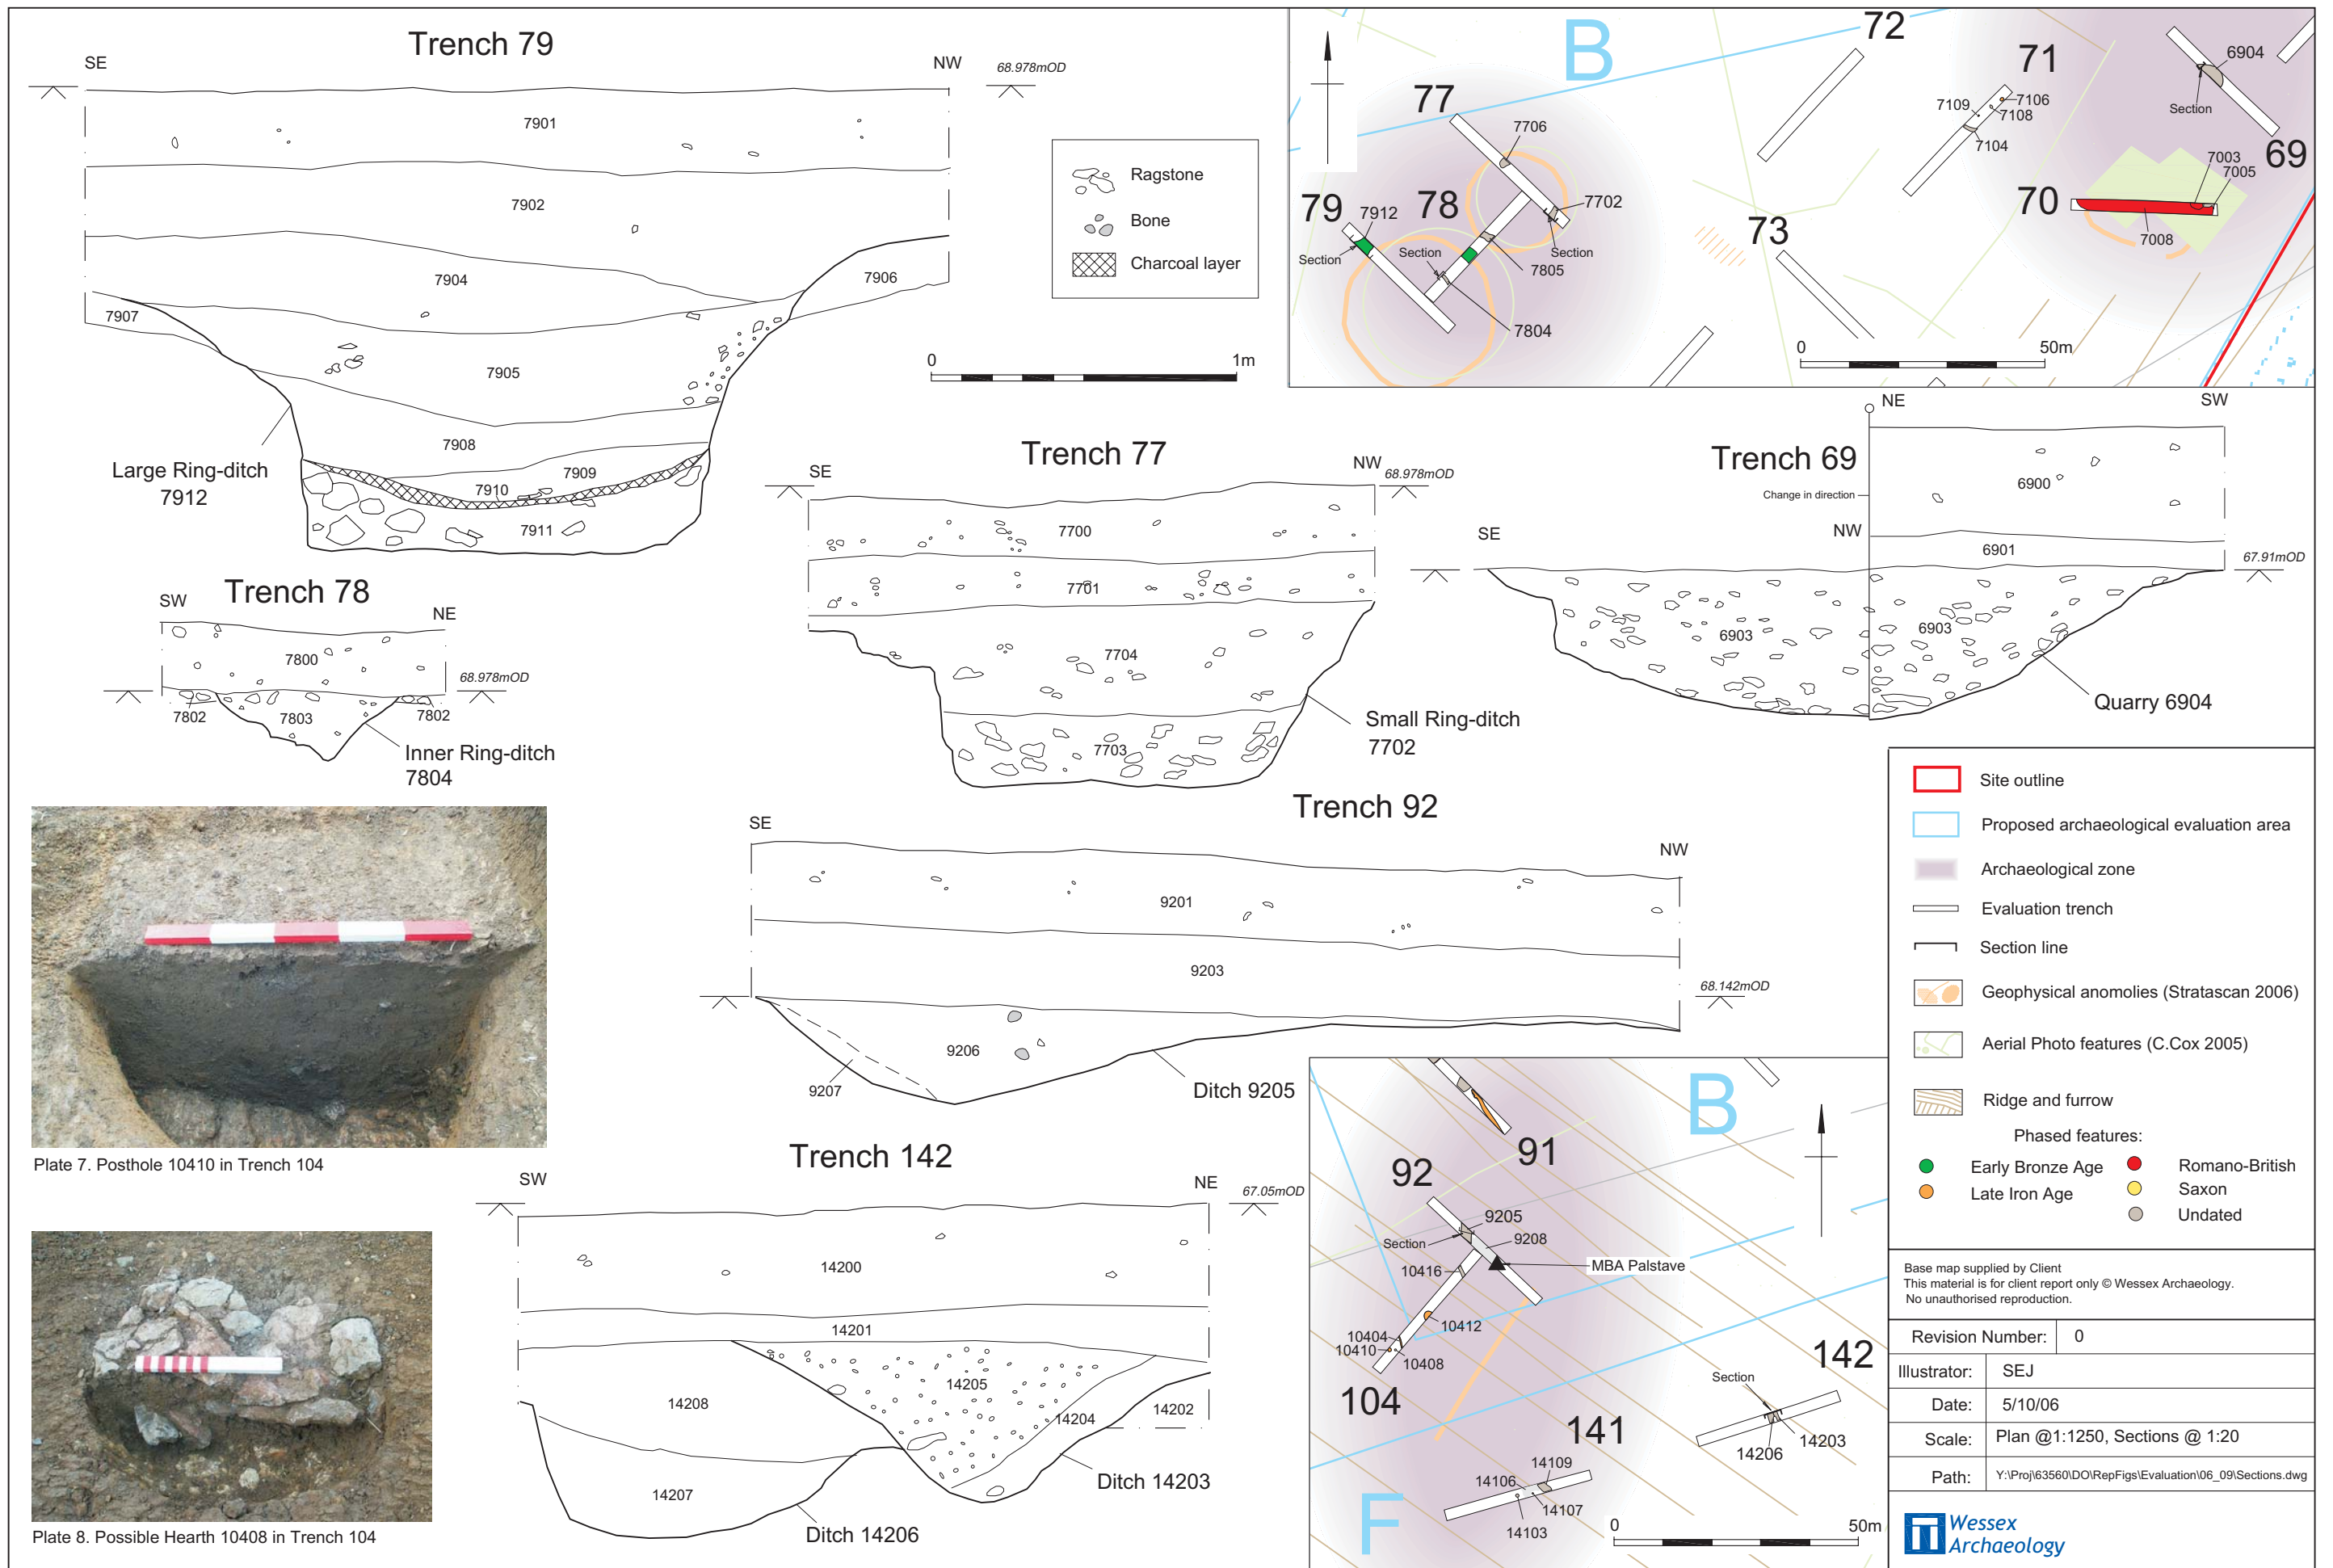 Trench 79
SE
NW
68.978mOD
7901
7902
7904
7906
7907
7905
7908
7909
7910
7911
Large Ring-ditch
7912
Ragstone
Bone
Charcoal layer
0 1m
B
72
71
77
7706
6904
Section
7109
7106
7108
7104
69
7003
7005
70
7008
79
7912
78
7702
Section
Section
Section
7805
7804
73
0 50m
Trench 78
SW
NE
7800
68.978mOD
7802
7803
7802
Inner Ring-ditch
7804
Trench 77
SE
NW
68.978mOD
7700
7701
7704
7703
Small Ring-ditch
7702
Trench 69
NE
SW
Change in direction
6900
NW
SE
6901
67.91mOD
6903
6903
Quarry 6904
Plate 7. Posthole 10410 in Trench 104
Trench 92
SE
NW
9201
9203
68.142mOD
9206
9207
Ditch 9205
Plate 8. Possible Hearth 10408 in Trench 104
Trench 142
SW
NE
67.05mOD
14200
14201
14205
14208
14204
14202
14207
Ditch 14203
Ditch 14206
B
91
92
9205
Section
9208
10416
MBA Palstave
10412
10404
10410
10408
104
142
Section
141
14203
14206
14109
14106
14107
14103
F
0 50m
Site outline
Proposed archaeological evaluation area
Archaeological zone
Evaluation trench
Section line
Geophysical anomolies (Stratascan 2006)
Aerial Photo features (C.Cox 2005)
Ridge and furrow
Phased features:
Early Bronze Age
Romano-British
Late Iron Age
Saxon
Undated
Base map supplied by Client
This material is for client report only © Wessex Archaeology.
No unauthorised reproduction.
Revision Number: 0
Illustrator: SEJ
Date: 5/10/06
Scale: Plan @1:1250, Sections @ 1:20
Path: Y:\Proj\63560\DO\RepFigs\Evaluation\06_09\Sections.dwg
Wessex
Archaeology